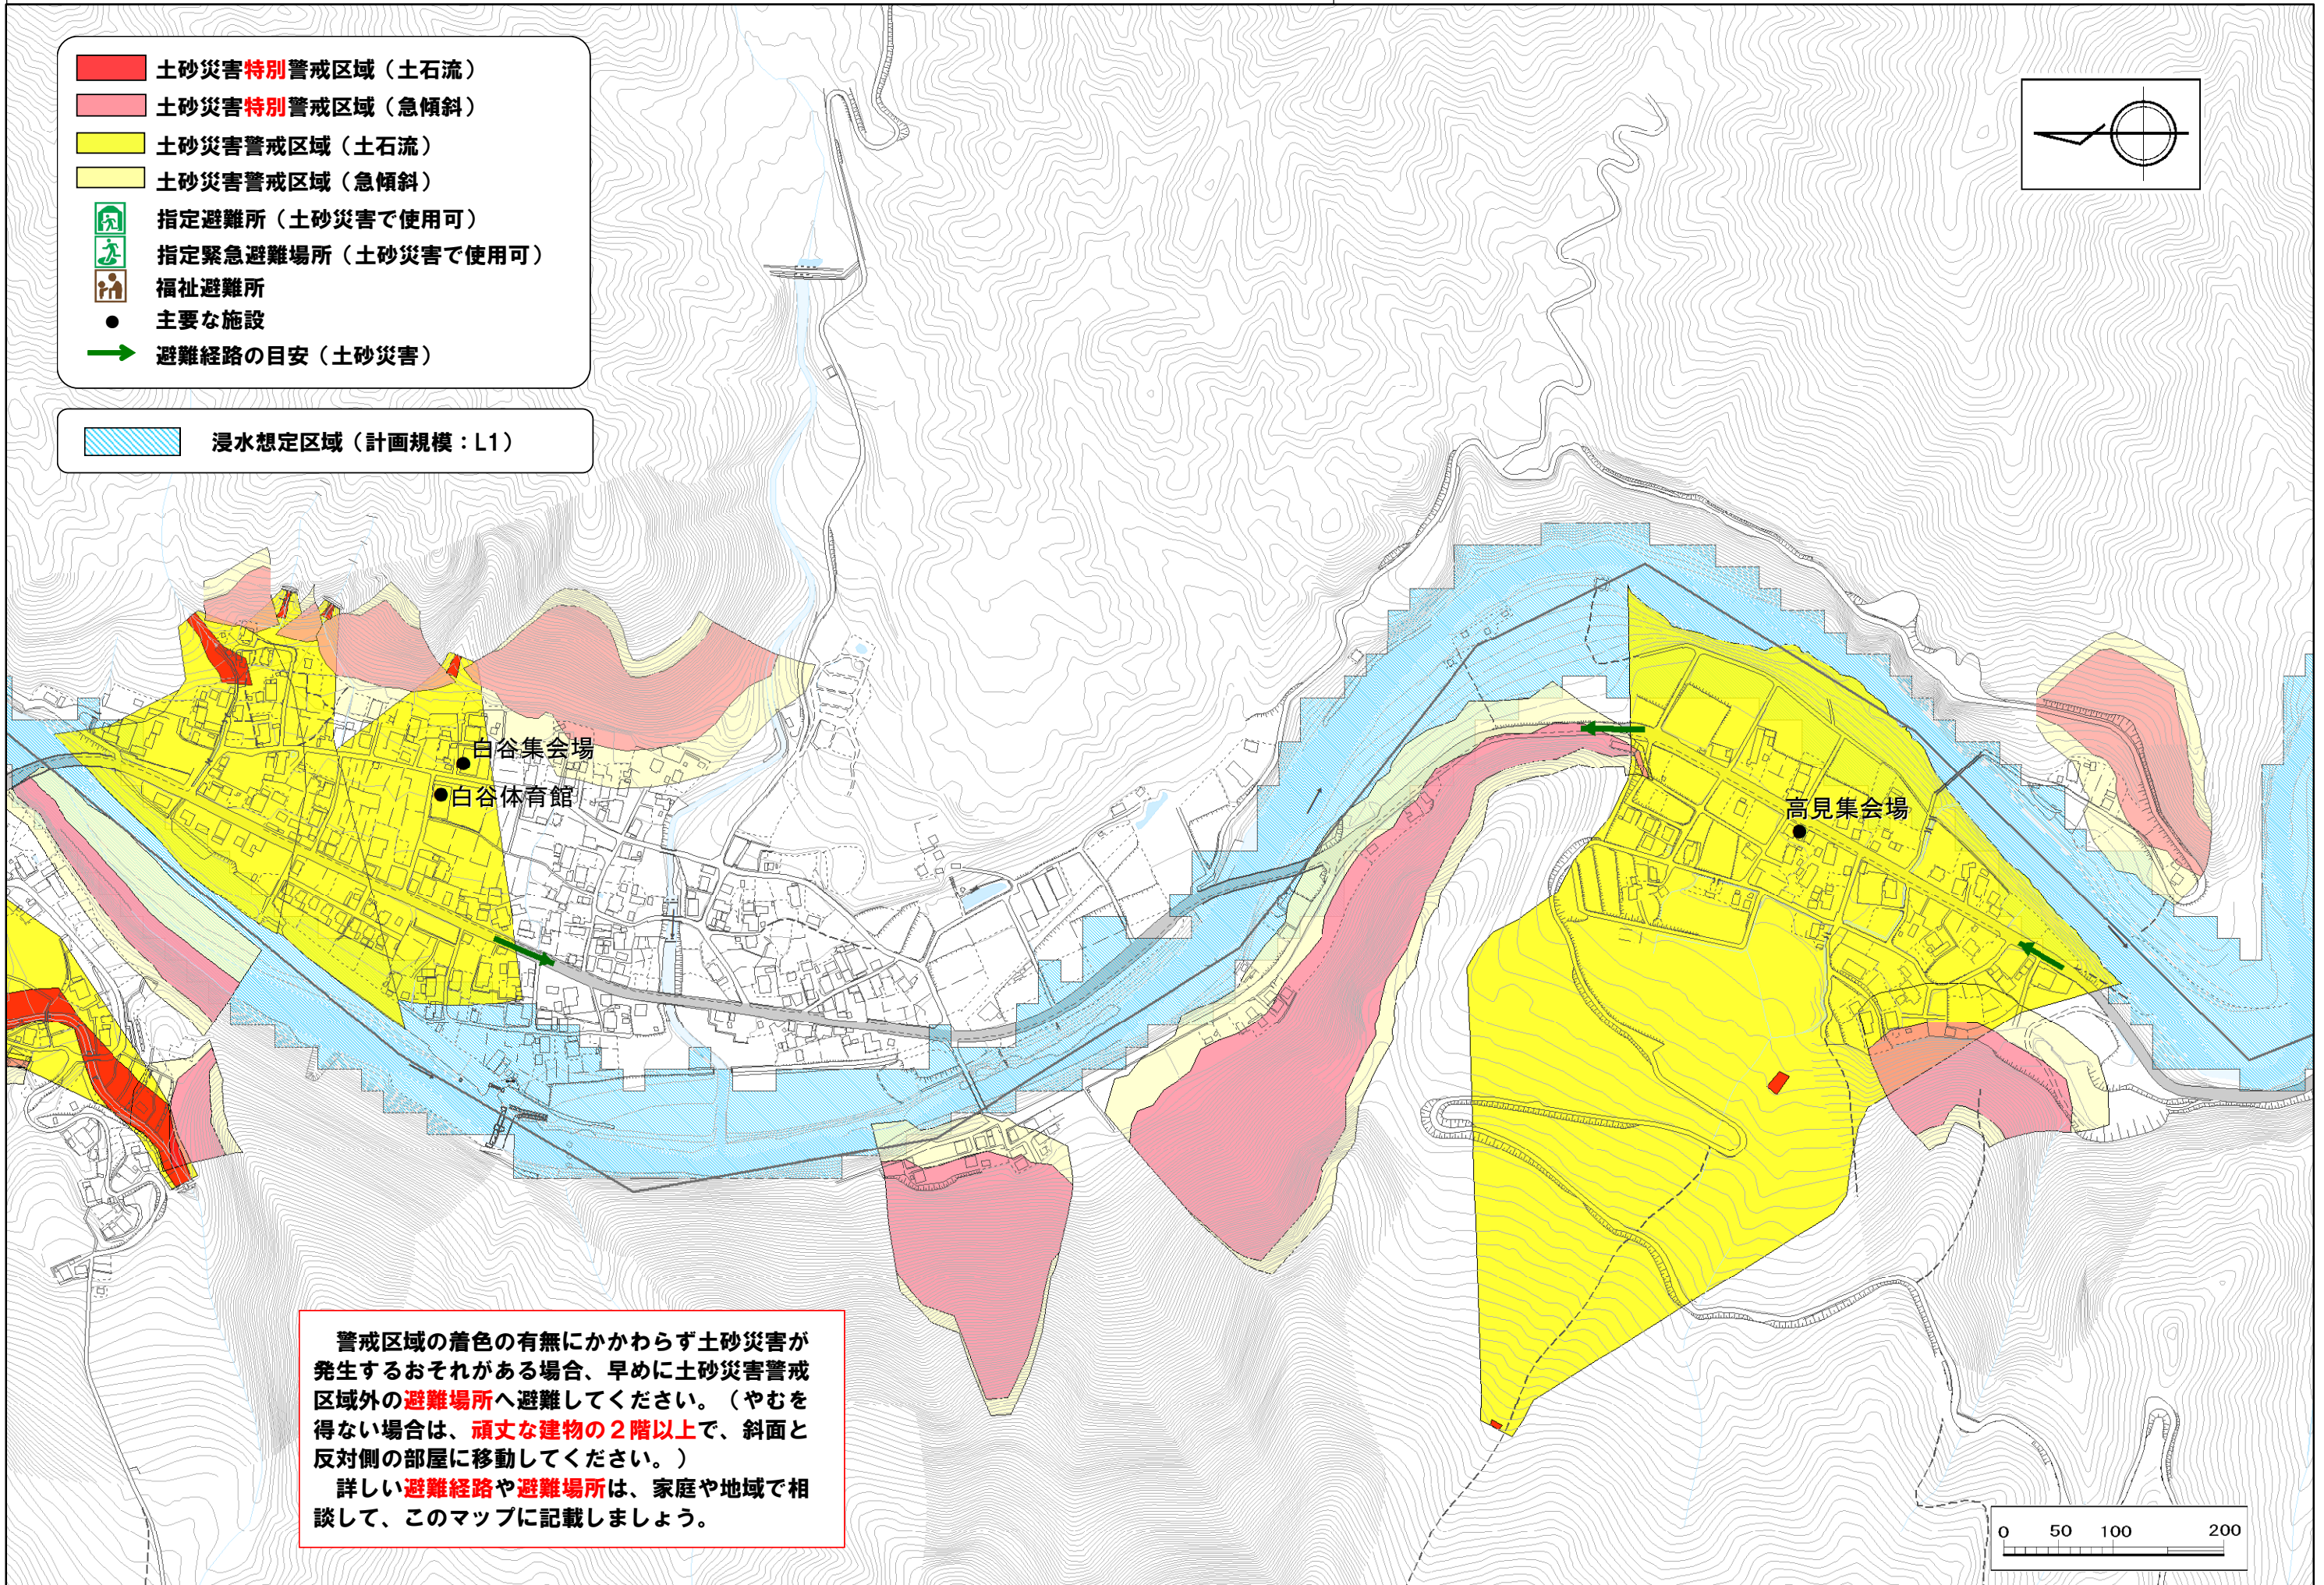 土砂災害特別警戒区域（土石流）
土砂災害特別警戒区域（急傾斜）
土砂災害警戒区域（土石流）
土砂災害警戒区域（急傾斜）
指定避難所（土砂災害で使用可）
指定緊急避難場所（土砂災害で使用可）
福祉避難所
主要な施設
避難経路の目安（土砂災害）
浸水想定区域（計画規模：L1）
白谷集会場
白谷体育館
高見集会場
警戒区域の着色の有無にかかわらず土砂災害が
発生するおそれがある場合、早めに土砂災害警戒
区域外の避難場所へ避難してください。（やむを
得ない場合は、頑丈な建物の２階以上で、斜面と
反対側の部屋に移動してください。）
詳しい避難経路や避難場所は、家庭や地域で相
談して、このマップに記載しましょう。
0 50 100 200